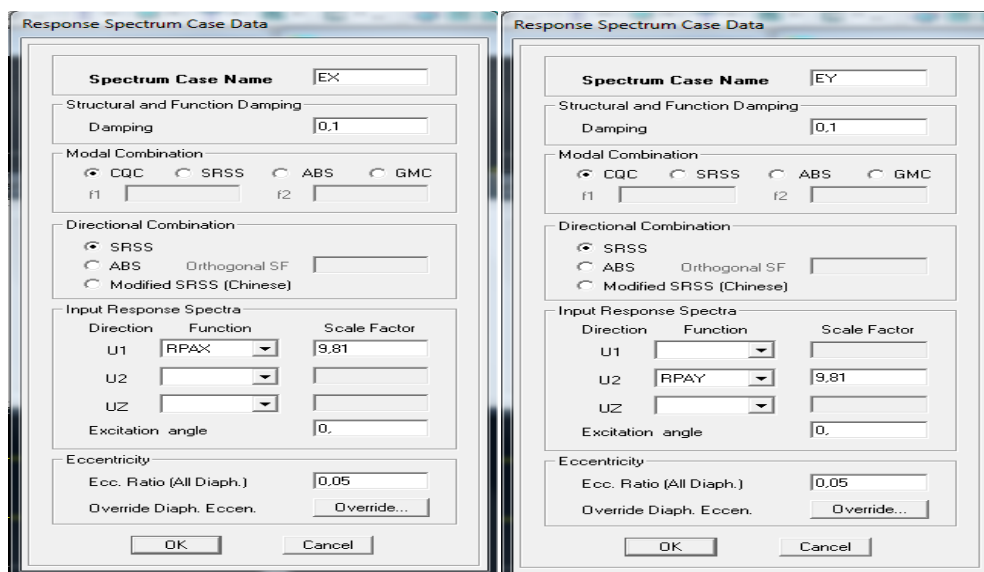 Response Spectrum Case Data
Spectrum Case Name EX
Structural and Function Damping
Damping 0,1
Modal Combination
CQC SRSS ABS GMC
f1 f2
Directional Combination
SRSS
ABS Orthogonal SF
Modified SRSS (Chinese)
Input Response Spectra
Direction Function Scale Factor
U1 RPAX 9,81
U2
UZ
Excitation angle 0,
Eccentricity
Ecc. Ratio (All Diaph.) 0,05
Override Diaph. Eccen. Override...
OK Cancel
Response Spectrum Case Data
Spectrum Case Name EY
Structural and Function Damping
Damping 0,1
Modal Combination
CQC SRSS ABS GMC
f1 f2
Directional Combination
SRSS
ABS Orthogonal SF
Modified SRSS (Chinese)
Input Response Spectra
Direction Function Scale Factor
U1
U2 RPAY 9,81
UZ
Excitation angle 0,
Eccentricity
Ecc. Ratio (All Diaph.) 0,05
Override Diaph. Eccen. Override...
OK Cancel